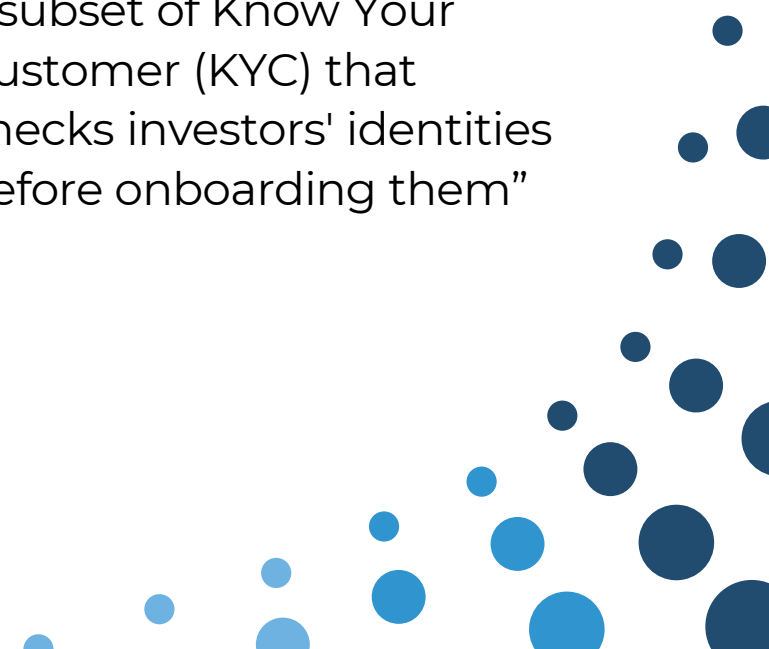 subset of Know Your
ustomer (KYC) that
hecks investors' identities
efore onboarding them”